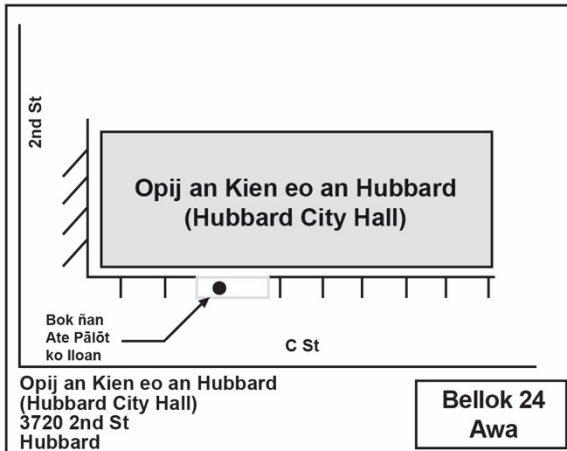 2nd St
Opij an Kien eo an Hubbard
(Hubbard City Hall)
Bok ñan
Ate Pālōt
ko Iloan
C St
Opij an Kien eo an Hubbard
(Hubbard City Hall)
3720 2nd St
Hubbard
Bellok 24
Awa